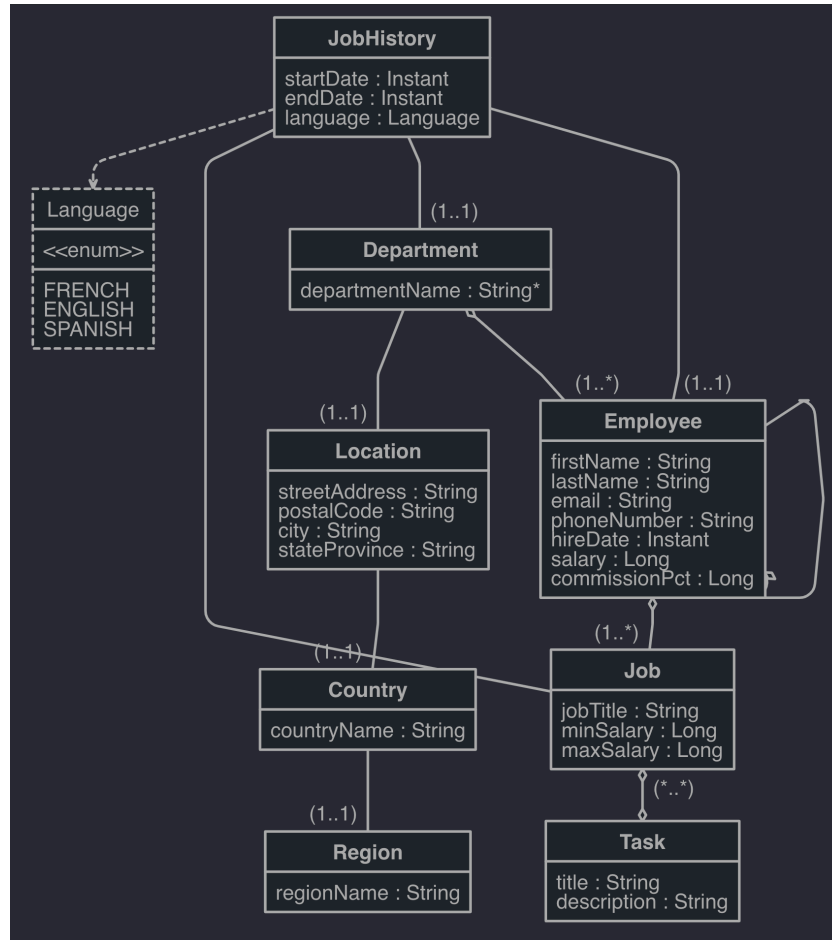 JobHistory
startDate : Instant
endDate : Instant
language : Language
Language
<<enum>>
FRENCH
ENGLISH
SPANISH
(1..1)
Department
departmentName : String*
(1..1)
(1..*)
(1..1)
Location
streetAddress : String
postalCode : String
city : String
stateProvince : String
Employee
firstName : String
lastName : String
email : String
phoneNumber : String
hireDate : Instant
salary : Long
commissionPct : Long
(1..1)
(1..*)
Country
countryName : String
Job
jobTitle : String
minSalary : Long
maxSalary : Long
(1..1)
(*..*)
Region
regionName : String
Task
title : String
description : String